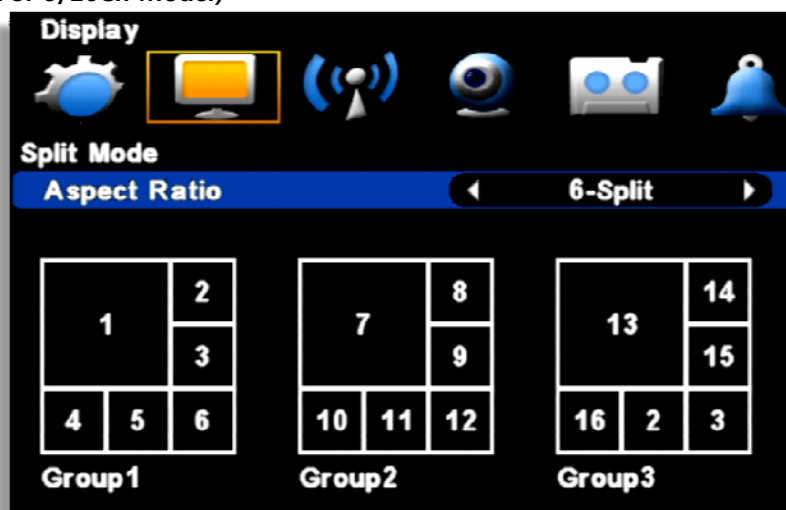 model)
Display
Split Mode
Aspect Ratio 6-Split
2 8 14
1 7 13
3 9 15
4 5 6 10 11 12 16 2 3
Group1 Group2 Group3